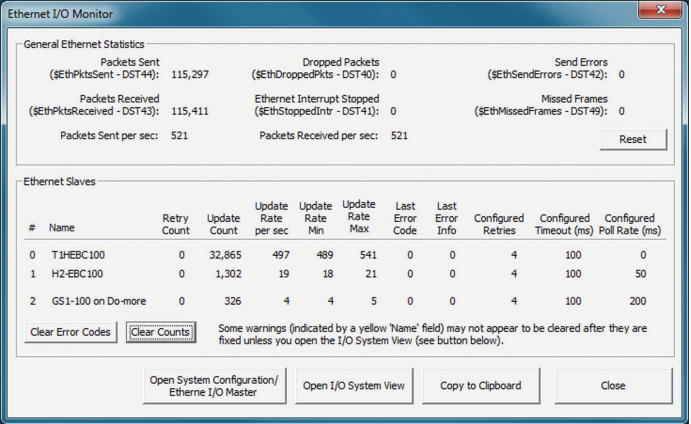 Ethernet I/O Monitor
General Ethernet Statistics
Packets Sent
($EthPktsSent - DST44): 115,297
Dropped Packets
($EthDroppedPkts - DST40): 0
Send Errors
($EthSendErrors - DST42): 0
Packets Received
($EthPktsReceived - DST43): 115,411
Ethernet Interrupt Stopped
($EthStoppedIntr - DST41): 0
Missed Frames
($EthMissedFrames - DST49): 0
Packets Sent per sec: 521
Packets Received per sec: 521
Reset
Ethernet Slaves
# Name Retry Count Update Count Update Rate per sec Update Rate Min Update Rate Max Last Error Code Last Error Info Configured Retries Configured Timeout (ms) Configured Poll Rate (ms)
0 T1HEBC100 0 32,865 497 489 541 0 0 4 100 0
1 H2-EBC100 0 1,302 19 18 21 0 0 4 100 50
2 GS1-100 on Do-more 0 326 4 4 5 0 0 4 100 200
Clear Error Codes
Clear Counts
Some warnings (indicated by a yellow 'Name' field) may not appear to be cleared after they are
fixed unless you open the I/O System View (see button below).
Open System Configuration/
Etherne I/O Master
Open I/O System View
Copy to Clipboard
Close